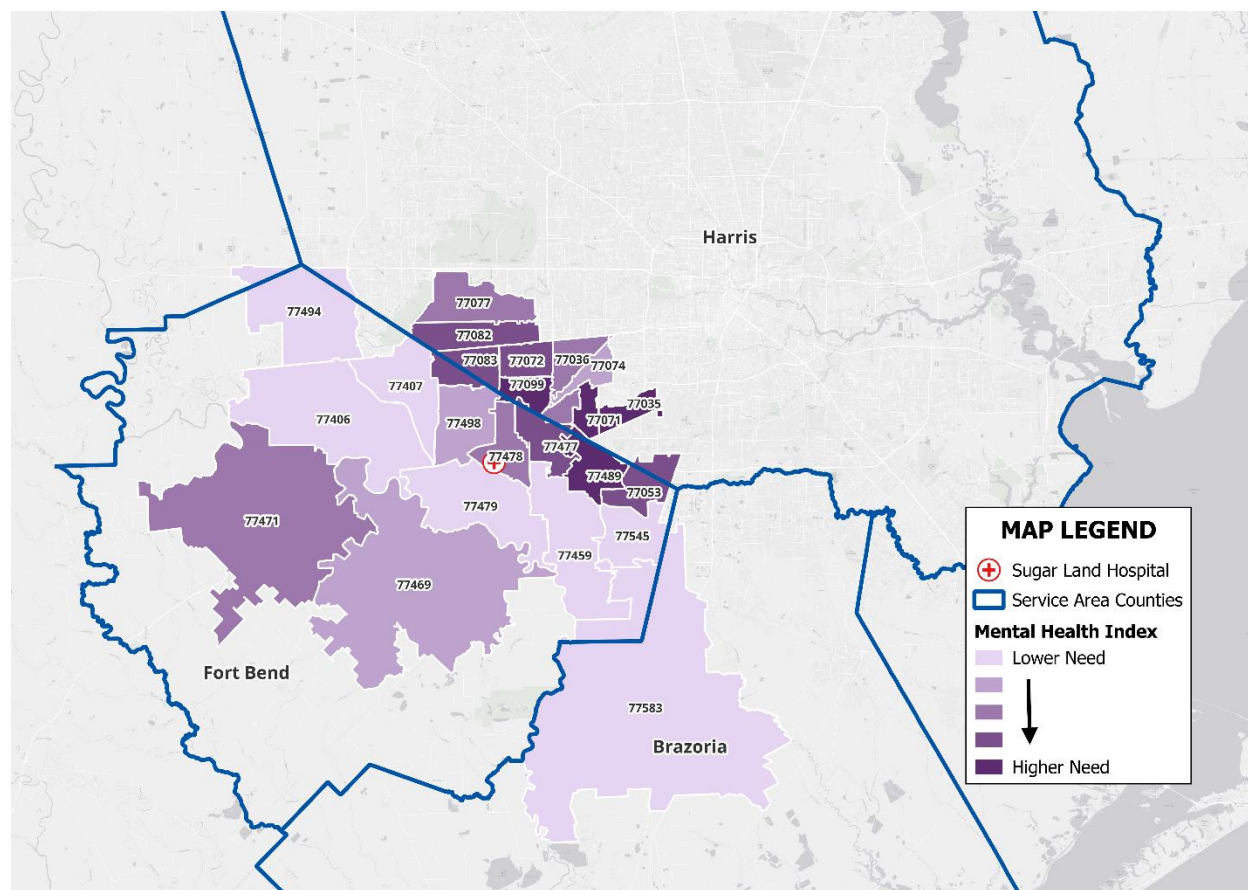 Harris
77494
77077
77082
77083
77072
77036
77074
77407
77099
77035
77406
77498
77071
77477
77478
77489
77053
77479
77471
77545
77459
77469
Fort Bend
77583
Brazoria
MAP LEGEND
Sugar Land Hospital
Service Area Counties
Mental Health Index
Lower Need
Higher Need